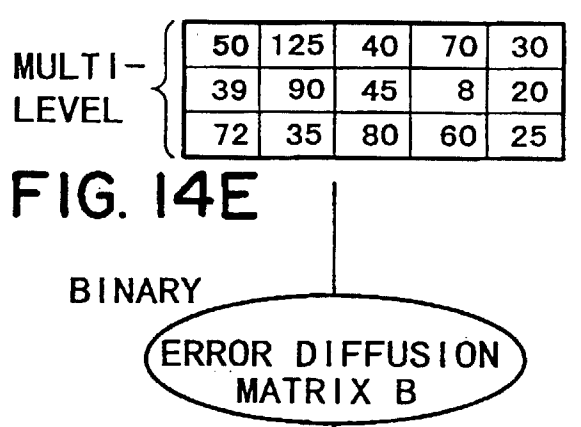 MULTI-
LEVEL
50 125 40 70 30
39 90 45 8 20
72 35 80 60 25
FIG. 14E
BINARY
ERROR DIFFUSION
MATRIX B